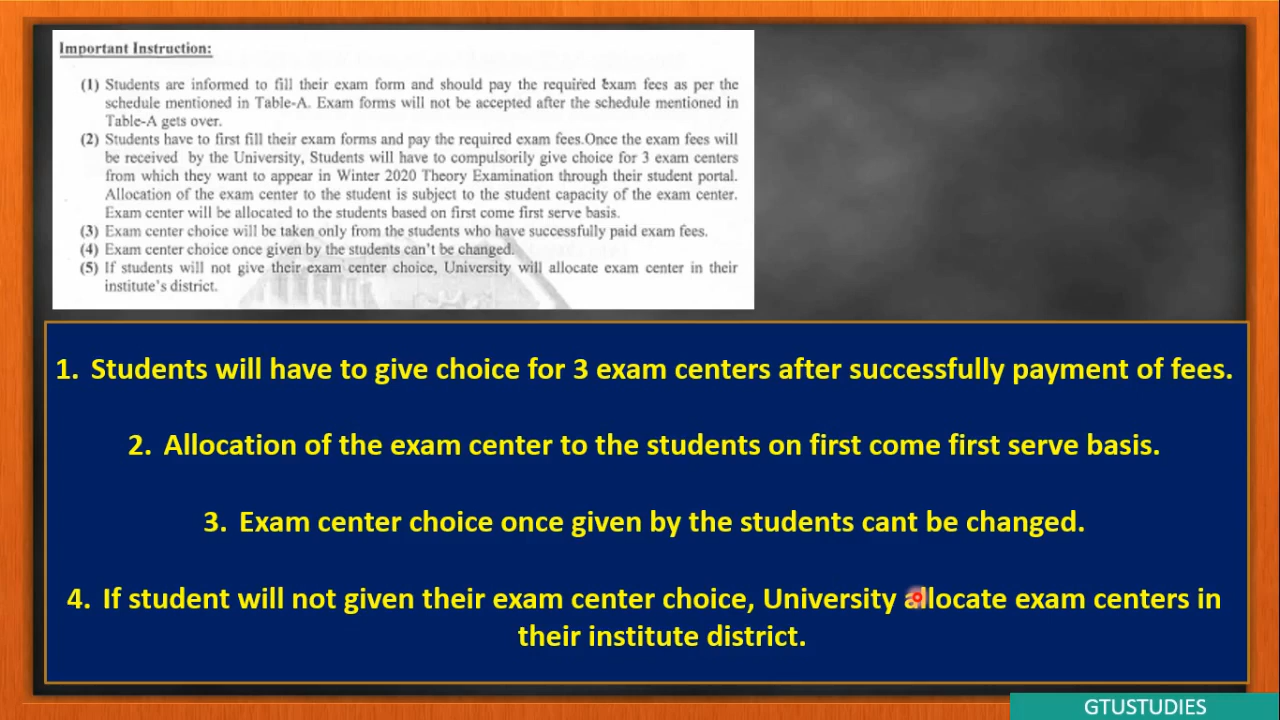 Important Instruction:
(1) Students are informed to fill their exam form and should pay the required exam fees as per the
schedule mentioned in Table-A. Exam forms will not be accepted after the schedule mentioned in
Table-A gets over.
(2) Students have to first fill their exam forms and pay the required exam fees.Once the exam fees will
be received by the University, Students will have to compulsorily give choice for 3 exam centers
from which they want to appear in Winter 2020 Theory Examination through their student portal.
Allocation of the exam center to the student is subject to the student capacity of the exam center.
Exam center will be allocated to the students based on first come first serve basis.
(3) Exam center choice will be taken only from the students who have successfully paid exam fees.
(4) Exam center choice once given by the students can't be changed.
(5) If students will not give their exam center choice, University will allocate exam center in their
institute's district.
1. Students will have to give choice for 3 exam centers after successfully payment of fees.
2. Allocation of the exam center to the students on first come first serve basis.
3. Exam center choice once given by the students cant be changed.
4. If student will not given their exam center choice, University allocate exam centers in
their institute district.
GTUSTUDIES